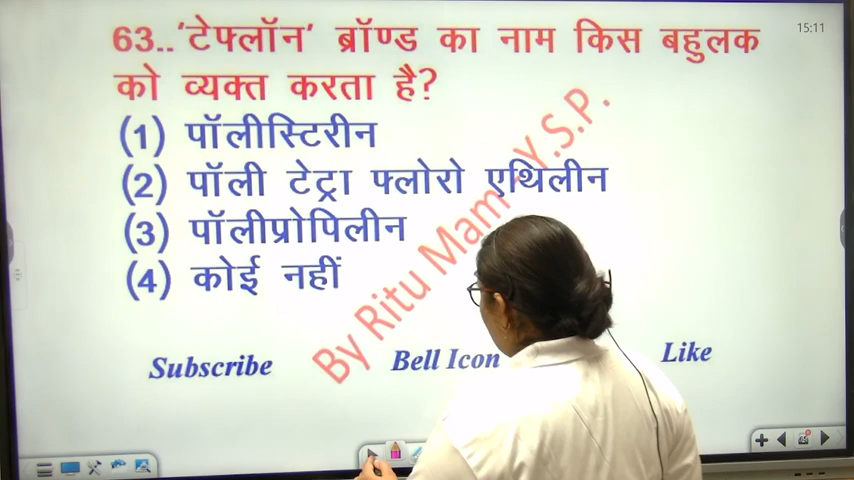 15:11
63..‘टेफ्लॉन’ ब्रॉण्ड का नाम किस बहुलक
को व्यक्त करता है?
(1) पॉलीस्टिरीन
(2) पॉली टेट्रा फ्लोरो एथिलीन
(3) पॉलीप्रोपिलीन
(4) कोई नहीं
By Ritu Mam Y.S.P.
Subscribe Bell Icon Like